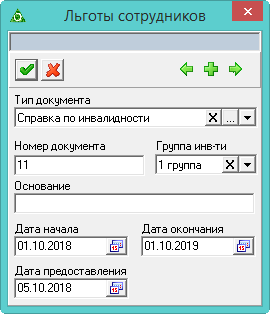 Льготы сотрудников
Тип документа
Справка по инвалидности
Номер документа Группа инв-ти
11 1 группа
Основание
Дата начала Дата окончания
01.10.2018 01.10.2019
Дата предоставления
05.10.2018